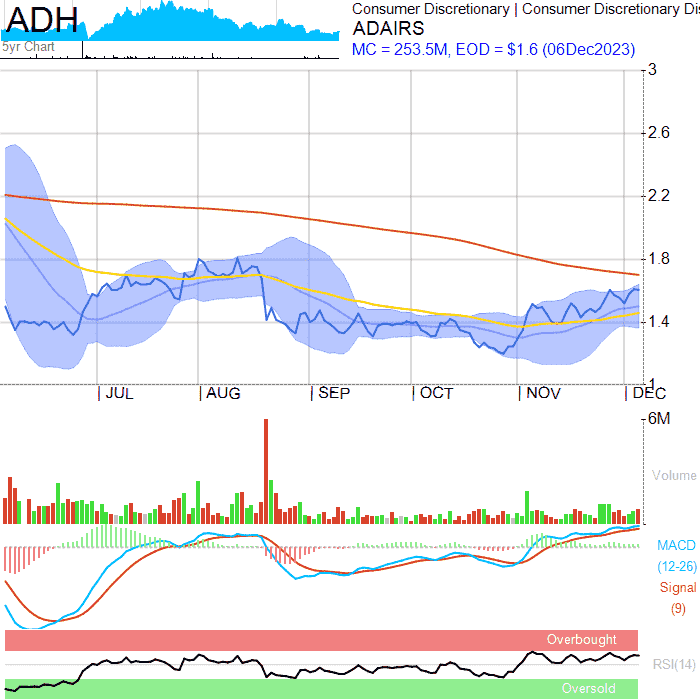 ADH
5yr Chart
Consumer Discretionary | Consumer Discretionary Dis
ADAIRS
MC = 253.5M, EOD = $1.6 (06Dec2023)
3
2.6
2.2
1.8
1.4
1
JUL AUG SEP OCT NOV DEC
6M
Volume
MACD
(12-26)
Signal
(9)
Overbought
RSI(14)
Oversold